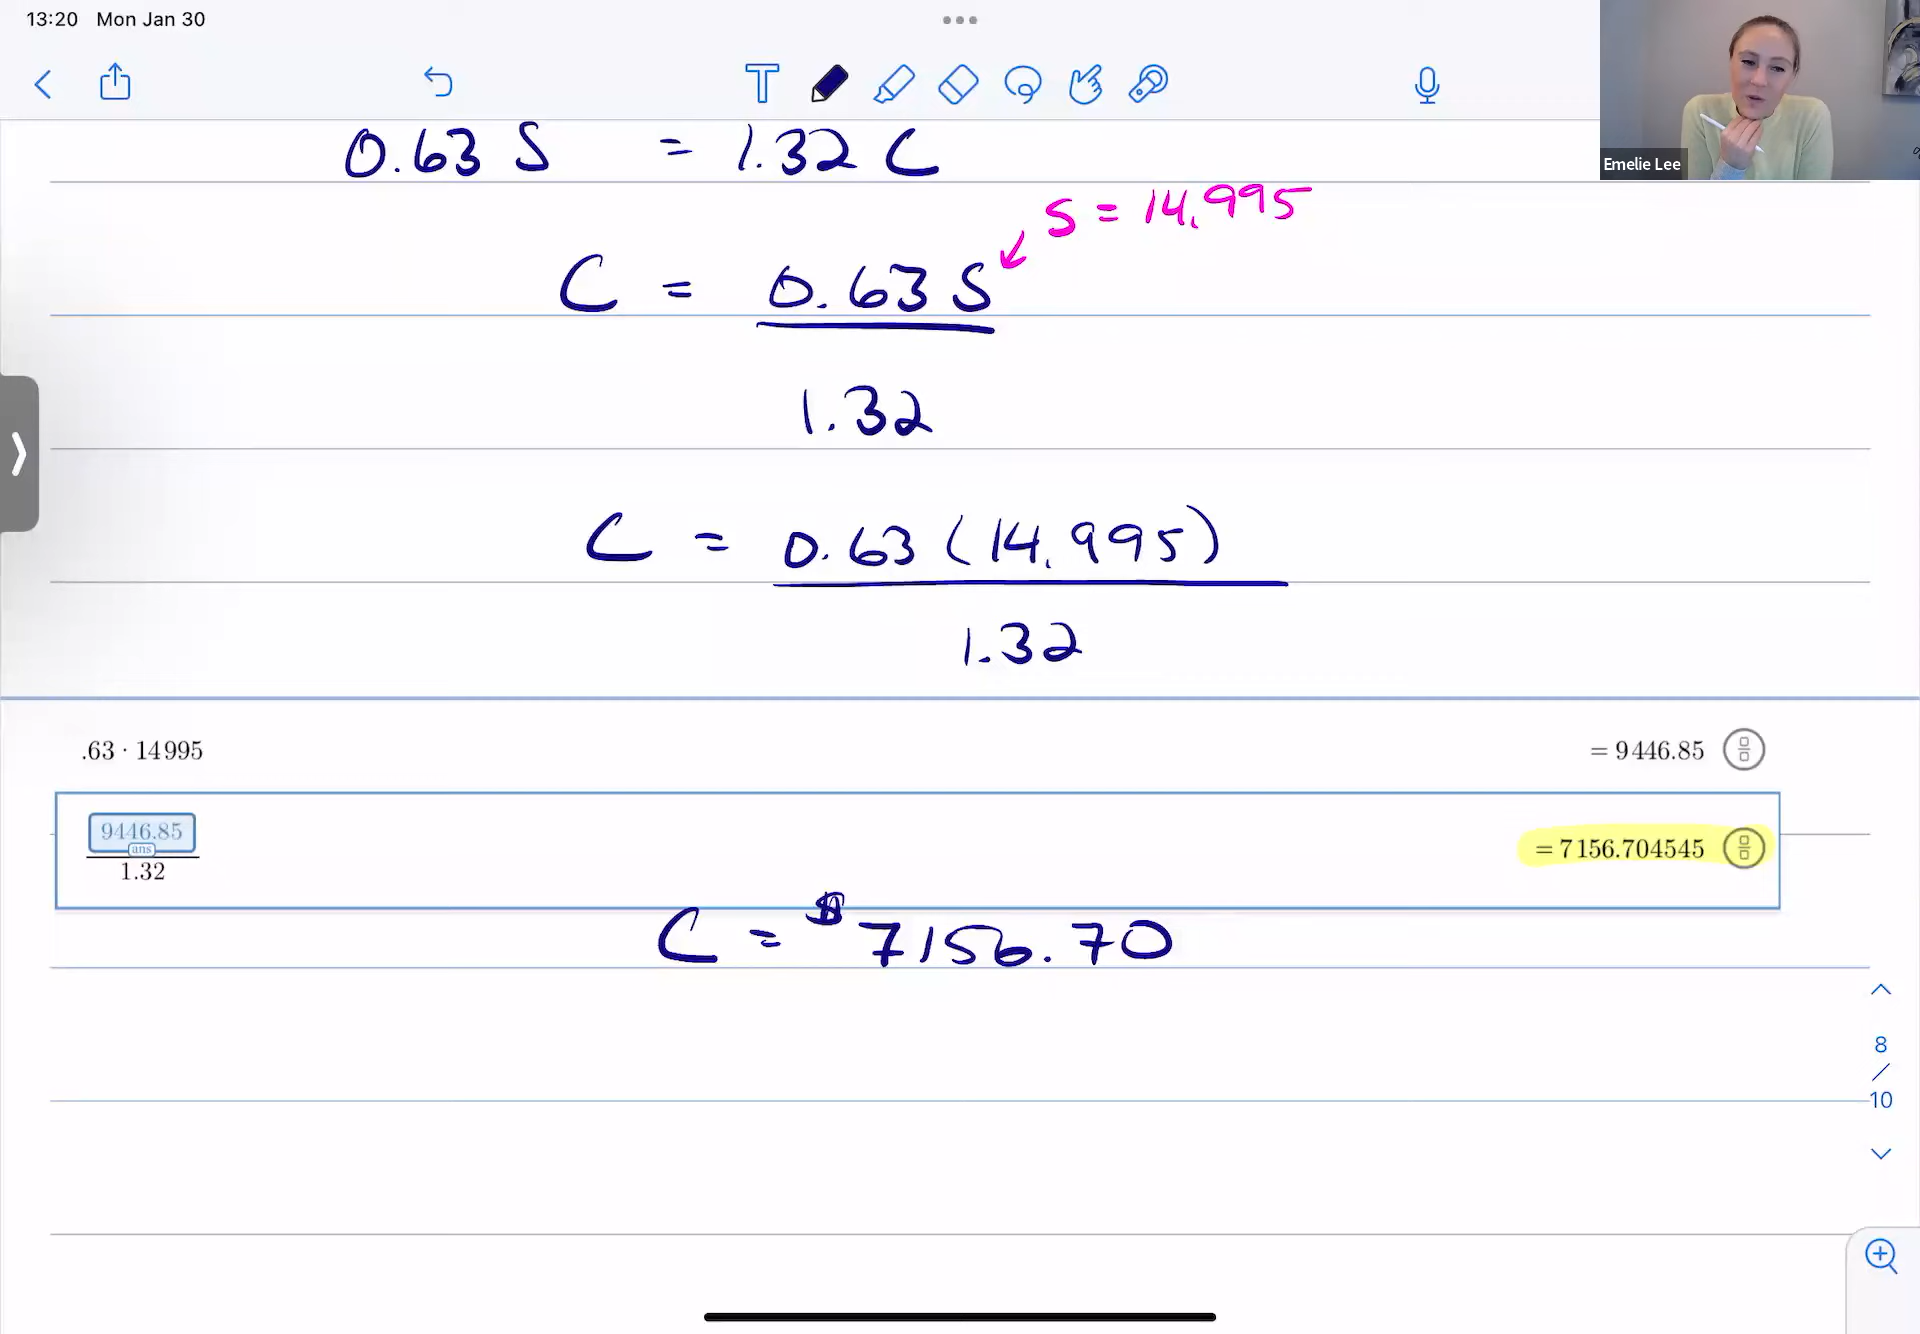 13:20 Mon Jan 30
T
Emelie Lee
0.63 S = 1.32 C
S = 14,995
C = 0.63 S
1.32
C = 0.63 (14,995)
1.32
.63 · 14995 = 9446.85
9446.85
ans
1.32
= 7156.704545
C = $7156.70
8
/
10